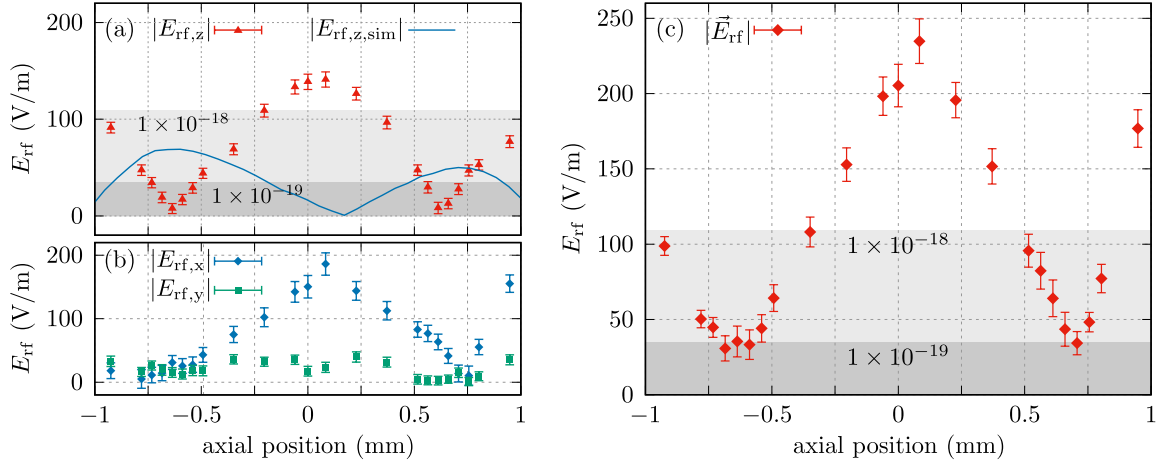 (a) |E_rf,z| |E_rf,z,sim|
E_rf (V/m)
200
100
0
1 × 10^−18
1 × 10^−19
(b) |E_rf,x|
|E_rf,y|
E_rf (V/m)
200
100
0
−1 −0.5 0 0.5 1
axial position (mm)
(c) |E⃗_rf|
E_rf (V/m)
250
200
150
100
50
0
1 × 10^−18
1 × 10^−19
−1 −0.5 0 0.5 1
axial position (mm)